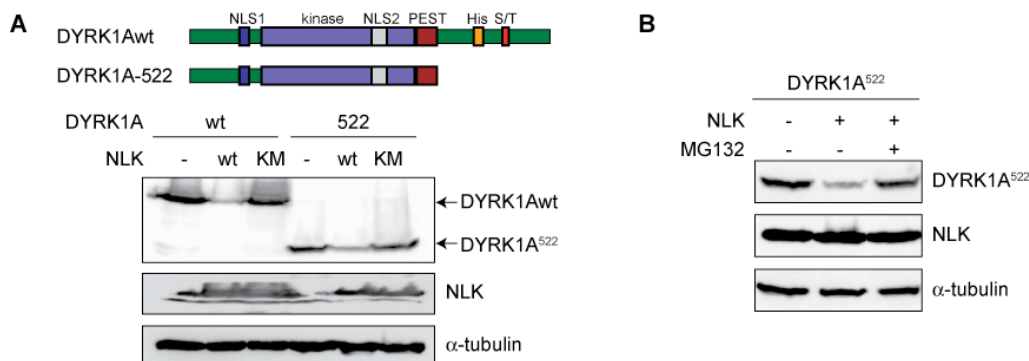 A
NLS1 kinase NLS2 PEST His S/T
DYRK1Awt
DYRK1A-522
DYRK1A wt 522
NLK - wt KM - wt KM
DYRK1Awt
DYRK1A522
NLK
α-tubulin
B
DYRK1A522
NLK - + +
MG132 - - +
DYRK1A522
NLK
α-tubulin